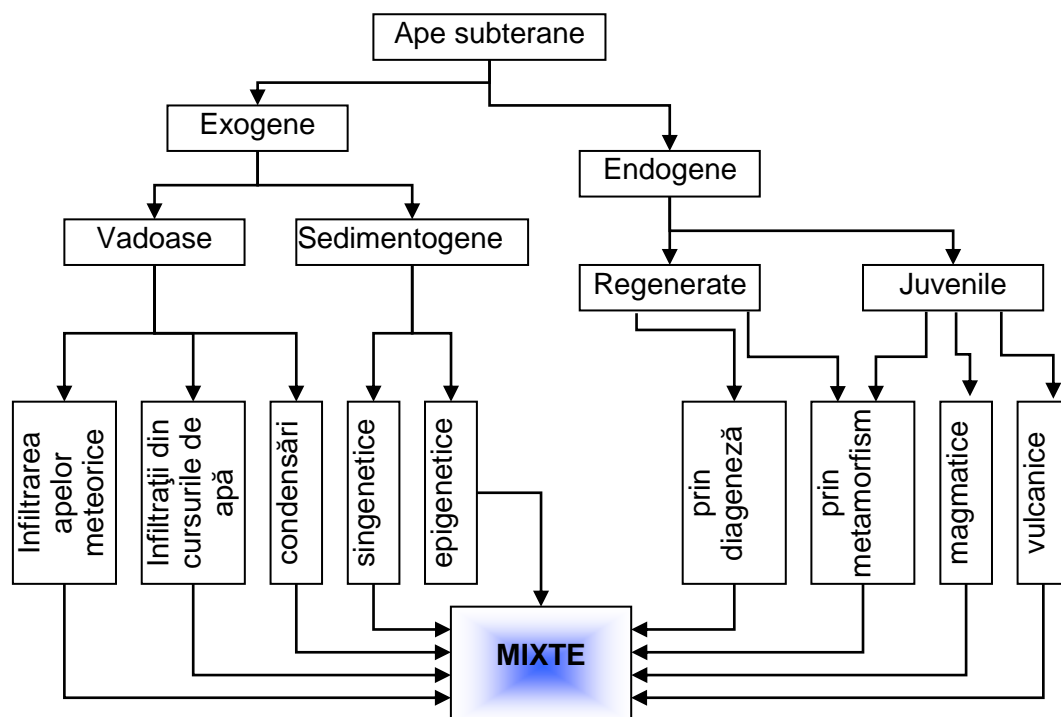 Ape subterane
Exogene
Endogene
Vadoase
Sedimentogene
Regenerate
Juvenile
Infiltrarea
apelor
meteorice
Infiltraţii din
cursurile de
apă
condensări
singenetice
epigenetice
prin
diageneză
prin
metamorfism
magmatice
vulcanice
MIXTE